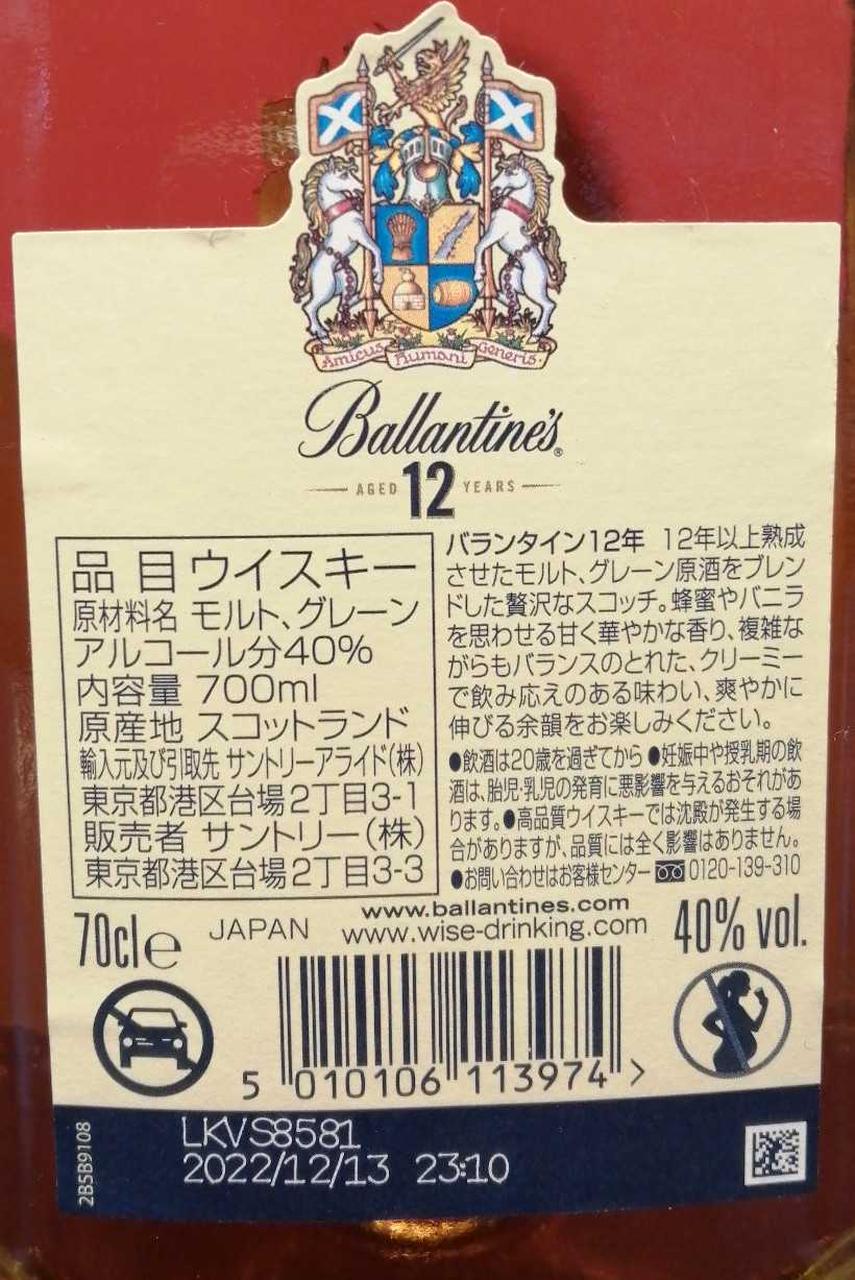 Amicus Humani Generis
Ballantine's®
AGED 12 YEARS
品目 ウイスキー
原材料名 モルト、グレーン
アルコール分40%
内容量 700ml
原産地 スコットランド
輸入元及び引取先 サントリーアライド(株)
東京都港区台場2丁目3-1
販売者 サントリー(株)
東京都港区台場2丁目3-3
バランタイン12年 12年以上熟成
させたモルト、グレーン原酒をブレン
ドした贅沢なスコッチ。蜂蜜やバニラ
を思わせる甘く華やかな香り、複雑な
がらもバランスのとれた、クリーミー
で飲み応えのある味わい、爽やかに
伸びる余韻をお楽しみください。
●飲酒は20歳を過ぎてから ●妊娠中や授乳期の飲
酒は、胎児・乳児の発育に悪影響を与えるおそれがあ
ります。●高品質ウイスキーでは沈殿が発生する場
合がありますが、品質には全く影響はありません。
●お問い合わせはお客様センター 0120-139-310
70cl e JAPAN
www.ballantines.com
www.wise-drinking.com
40% vol.
5 010106 113974 >
2B5B9108
LKVS8581
2022/12/13 23:10